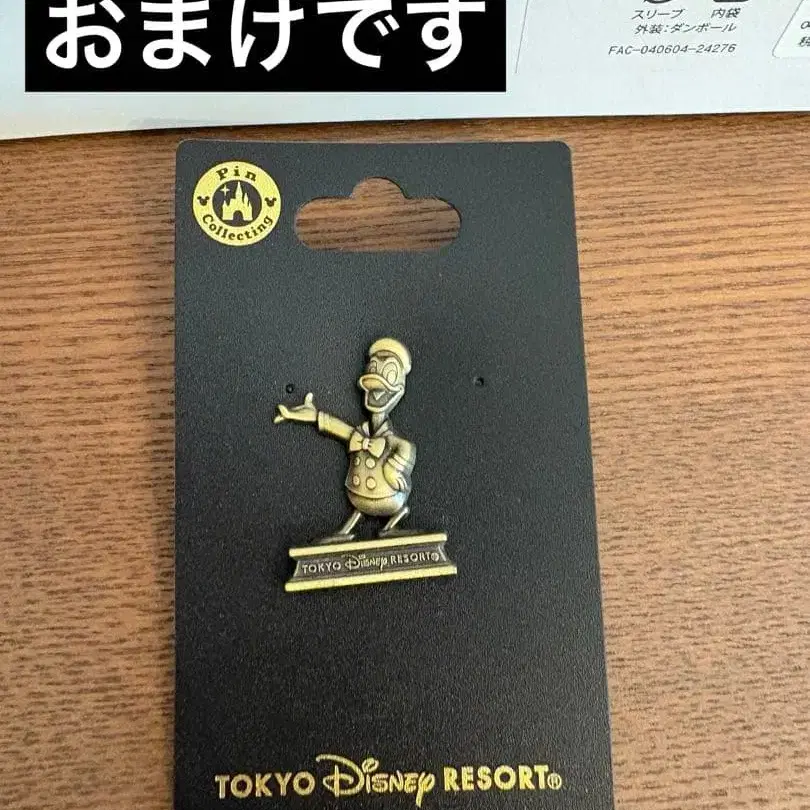 おまけです
スリーブ 内袋
外装:ダンボール
FAC-040604-24276
Pin
Collecting
TOKYO Disney RESORT®
TOKYO Disney RESORT®